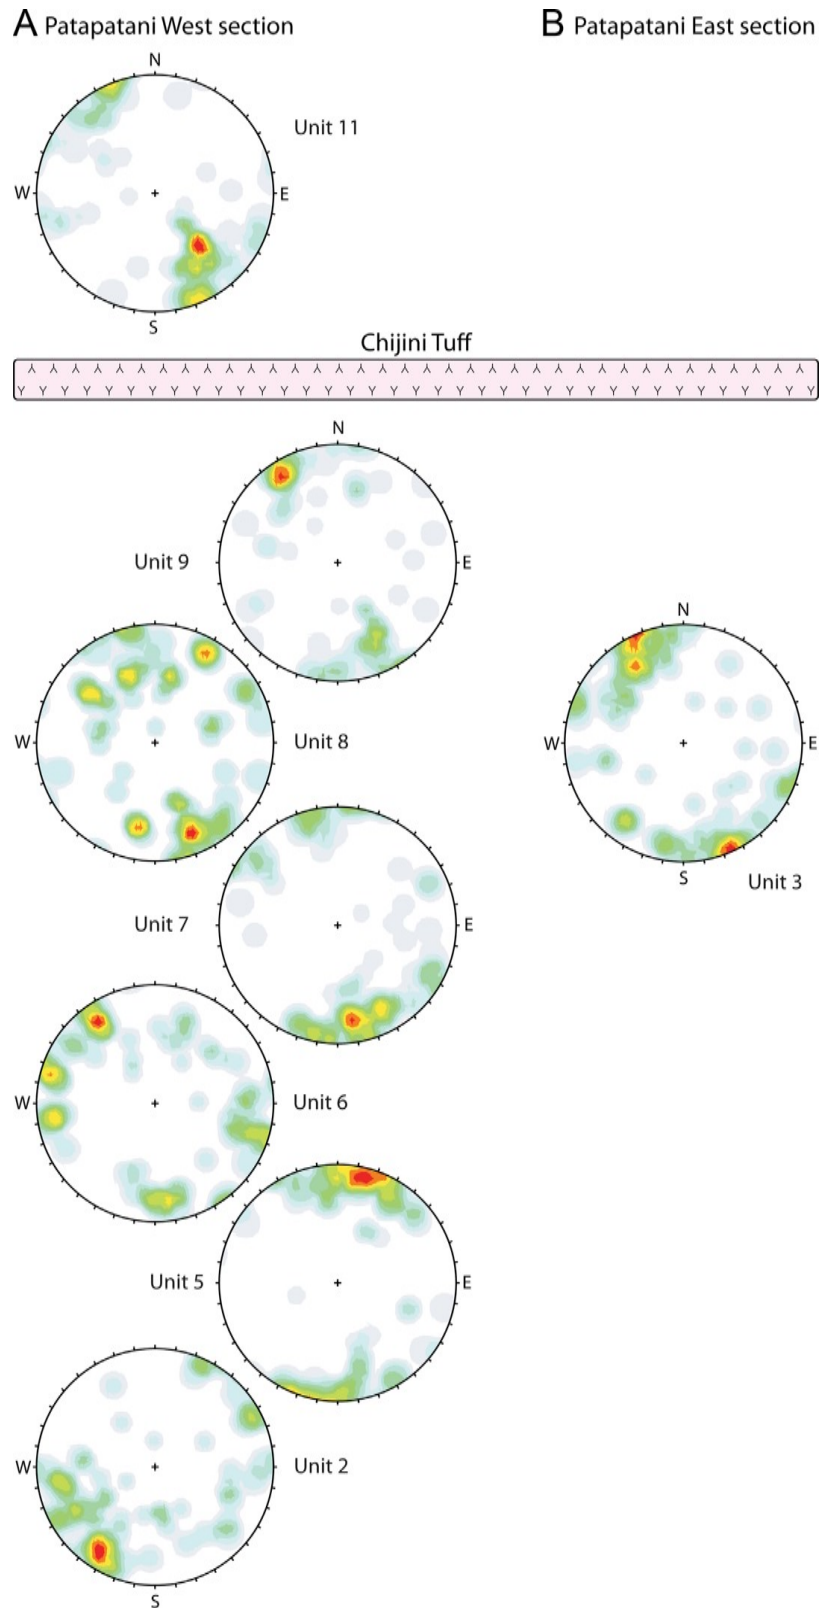 A Patapatani West section
B Patapatani East section
N
Unit 11
W
E
S
Chijini Tuff
N
Unit 9
E
N
W
Unit 8
W
E
S
Unit 3
Unit 7
E
W
Unit 6
Unit 5
E
W
Unit 2
S